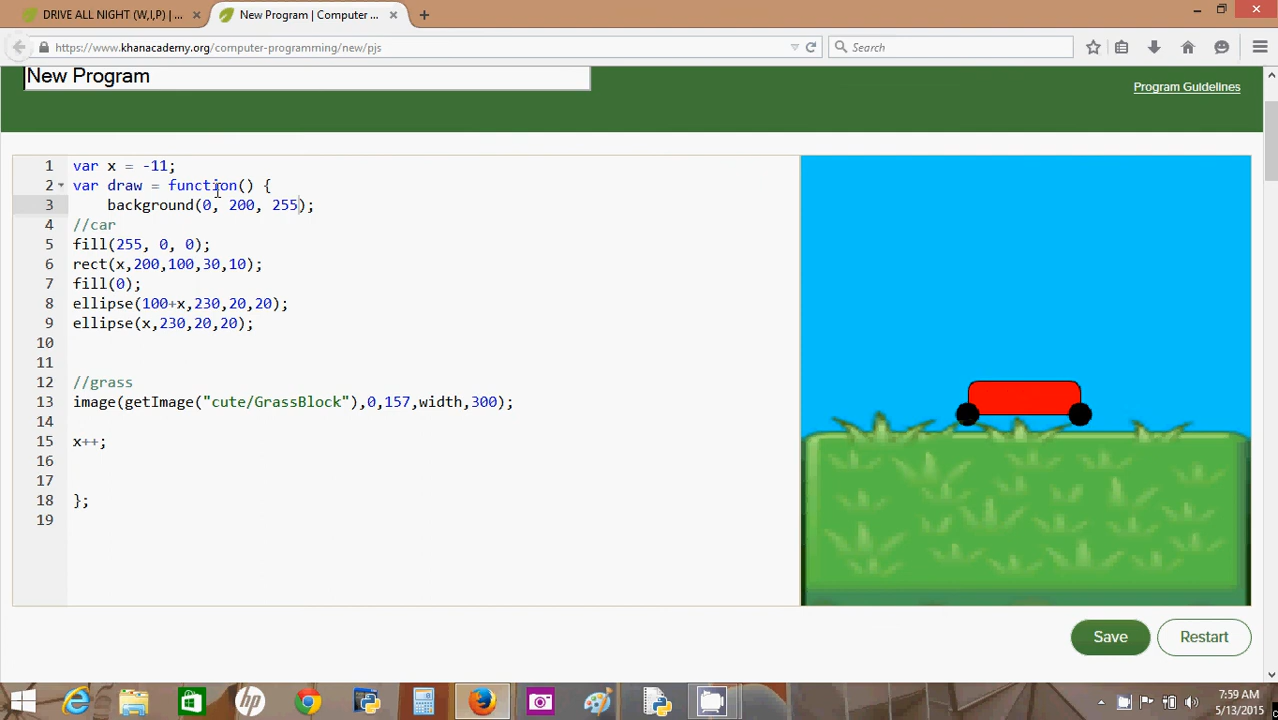 DRIVE ALL NIGHT (W,I,P) | ...
New Program | Computer ...
https://www.khanacademy.org/computer-programming/new/pjs
Search
New Program
Program Guidelines
1 var x = -11;
2 var draw = function() {
3 background(0, 200, 255);
4 //car
5 fill(255, 0, 0);
6 rect(x,200,100,30,10);
7 fill(0);
8 ellipse(100+x,230,20,20);
9 ellipse(x,230,20,20);
10
11
12 //grass
13 image(getImage("cute/GrassBlock"),0,157,width,300);
14
15 x++;
16
17
18 };
19
Save
Restart
hp
7:59 AM
5/13/2015